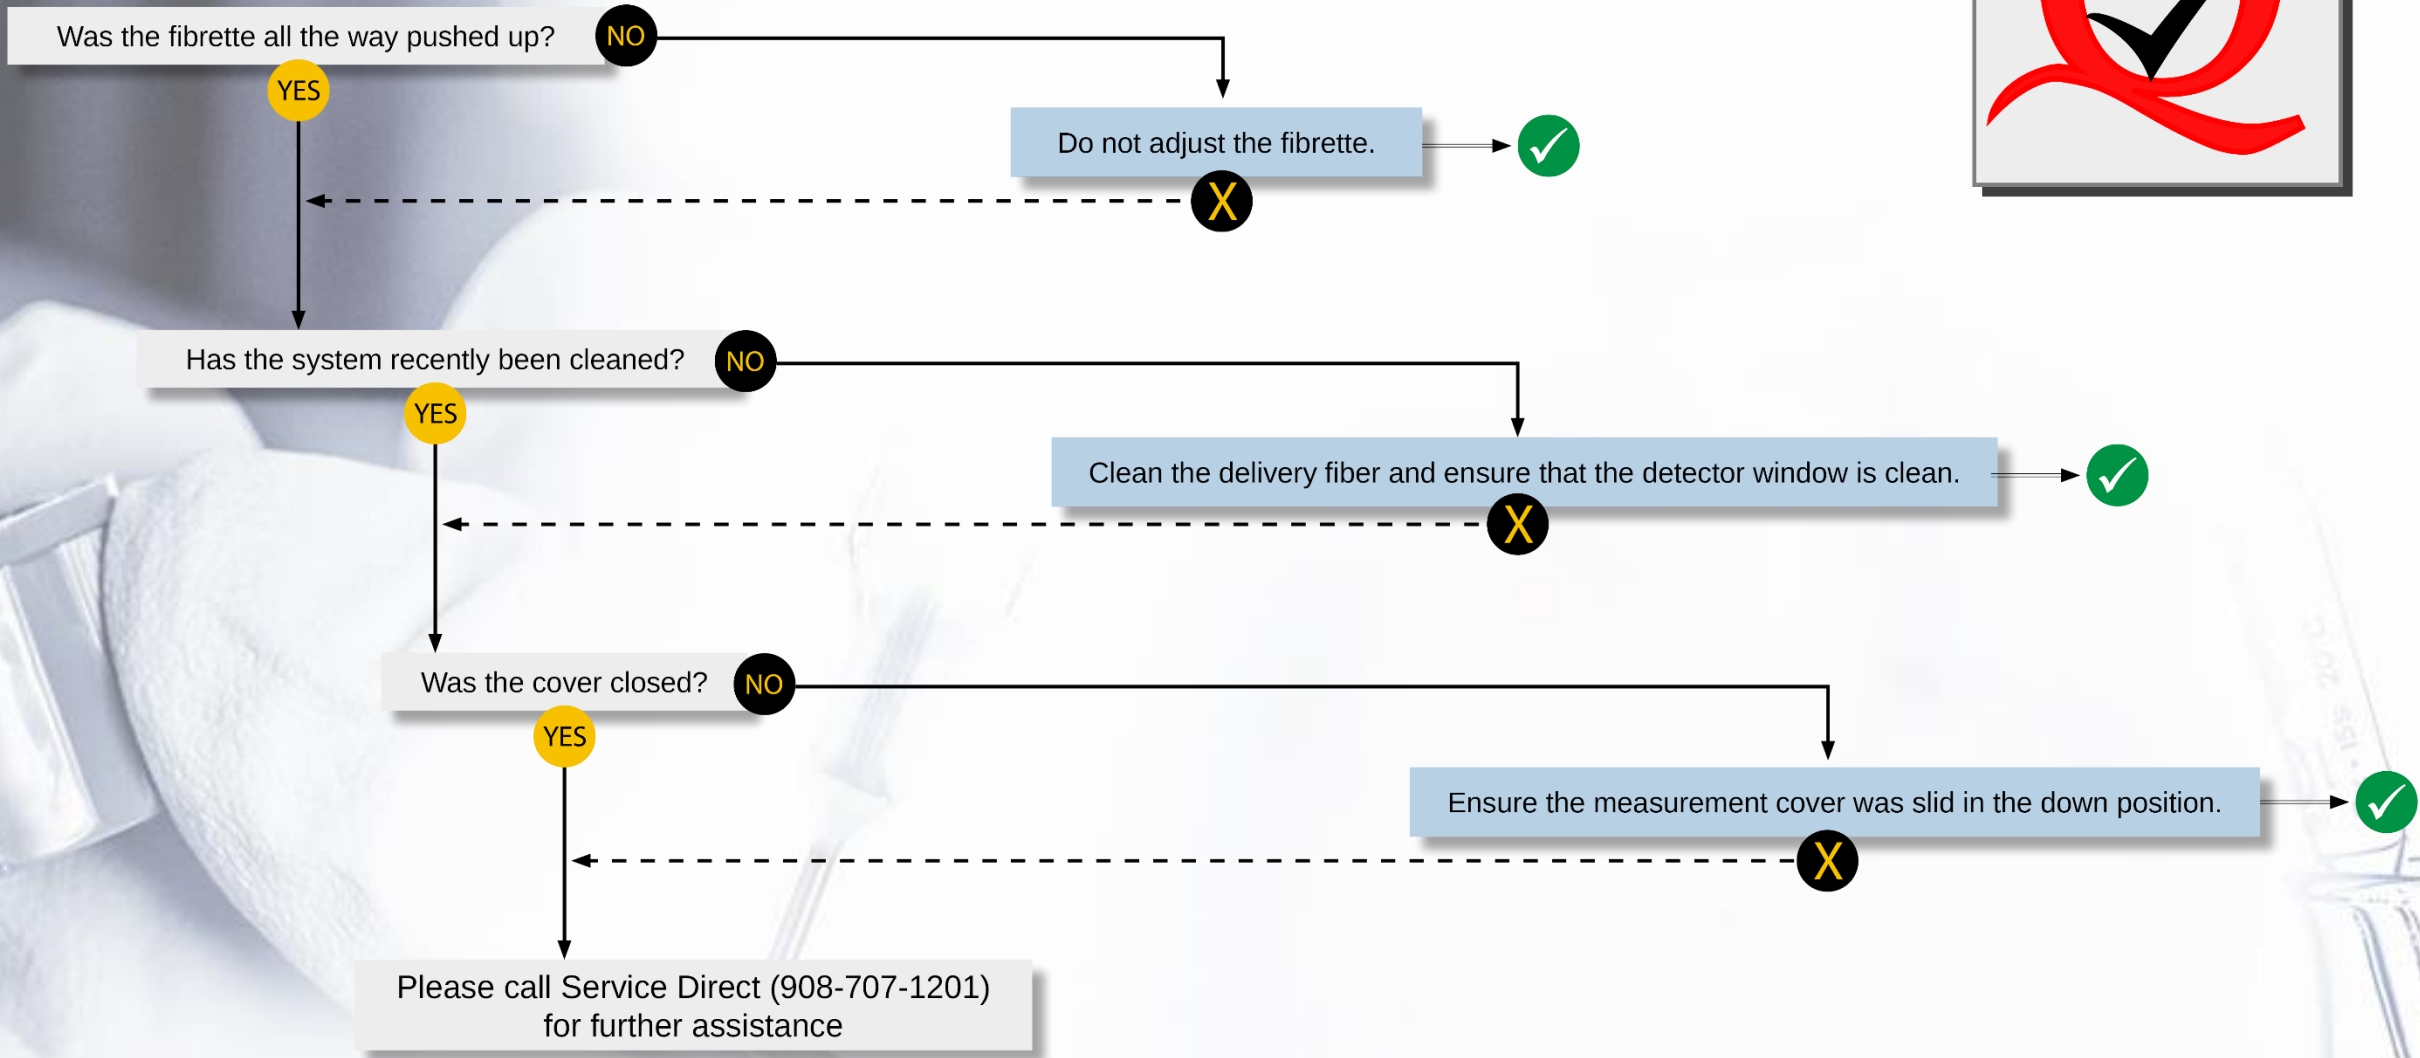 Was the fibrette all the way pushed up?
NO
YES
Do not adjust the fibrette.
X
Has the system recently been cleaned?
NO
YES
Clean the delivery fiber and ensure that the detector window is clean.
X
Was the cover closed?
NO
YES
Ensure the measurement cover was slid in the down position.
X
Please call Service Direct (908-707-1201)
for further assistance